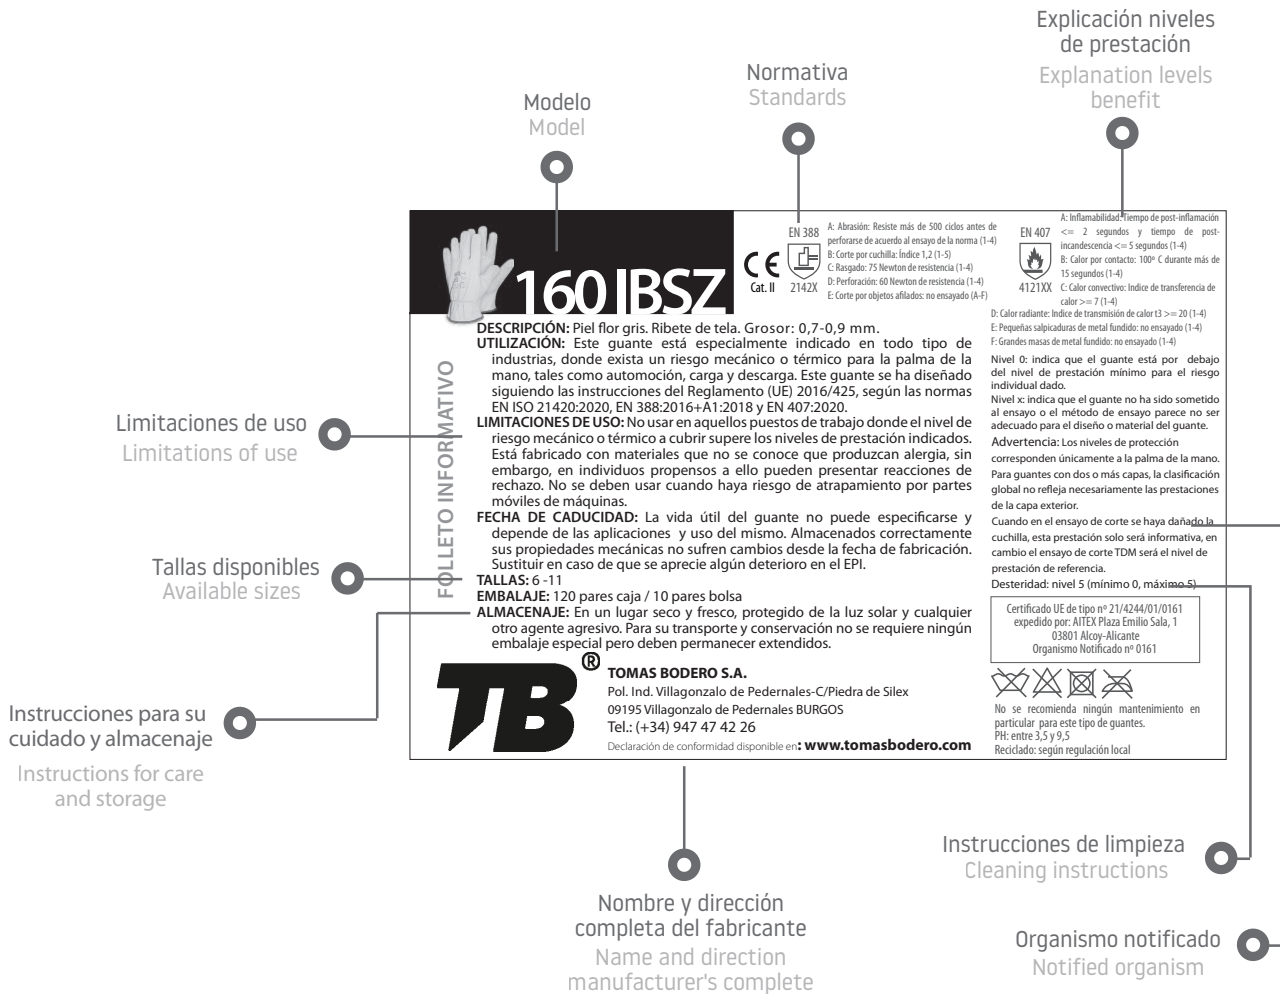 Explicación niveles
de prestación
Explanation levels
benefit
Normativa
Standards
Modelo
Model
160 IBSZ
CE
Cat. II
EN 388
2142X
A: Abrasión: Resiste más de 500 ciclos antes de
perforarse de acuerdo al ensayo de la norma (1-4)
B: Corte por cuchilla: Índice 1,2 (1-5)
C: Rasgado: 75 Newton de resistencia (1-4)
D: Perforación: 60 Newton de resistencia (1-4)
E: Corte por objetos afilados: no ensayado (A-F)
EN 407
4121XX
A: Inflamabilidad: Tiempo de post-inflamación
<= 2 segundos y tiempo de post-
incandescencia <= 5 segundos (1-4)
B: Calor por contacto: 100º C durante más de
15 segundos (1-4)
C: Calor convectivo: Indice de transferencia de
calor >= 7 (1-4)
D: Calor radiante: Indice de transmisión de calor t3 >= 20 (1-4)
E: Pequeñas salpicaduras de metal fundido: no ensayado (1-4)
F: Grandes masas de metal fundido: no ensayado (1-4)
Nivel 0: indica que el guante está por debajo
del nivel de prestación mínimo para el riesgo
individual dado.
Nivel x: indica que el guante no ha sido sometido
al ensayo o el método de ensayo parece no ser
adecuado para el diseño o material del guante.
Advertencia: Los niveles de protección
corresponden únicamente a la palma de la mano.
Para guantes con dos o más capas, la clasificación
global no refleja necesariamente las prestaciones
de la capa exterior.
Cuando en el ensayo de corte se haya dañado la
cuchilla, esta prestación solo será informativa, en
cambio el ensayo de corte TDM será el nivel de
prestación de referencia.
Desteridad: nivel 5 (mínimo 0, máximo 5)
Certificado UE de tipo nº 21/4244/01/0161
expedido por: AITEX Plaza Emilio Sala, 1
03801 Alcoy-Alicante
Organismo Notificado nº 0161
No se recomienda ningún mantenimiento en
particular para este tipo de guantes.
PH: entre 3,5 y 9,5
Reciclado: según regulación local
FOLLETO INFORMATIVO
DESCRIPCIÓN: Piel flor gris. Ribete de tela. Grosor: 0,7-0,9 mm.
UTILIZACIÓN: Este guante está especialmente indicado en todo tipo de
industrias, donde exista un riesgo mecánico o térmico para la palma de la
mano, tales como automoción, carga y descarga. Este guante se ha diseñado
siguiendo las instrucciones del Reglamento (UE) 2016/425, según las normas
EN ISO 21420:2020, EN 388:2016+A1:2018 y EN 407:2020.
LIMITACIONES DE USO: No usar en aquellos puestos de trabajo donde el nivel de
riesgo mecánico o térmico a cubrir supere los niveles de prestación indicados.
Está fabricado con materiales que no se conoce que produzcan alergia, sin
embargo, en individuos propensos a ello pueden presentar reacciones de
rechazo. No se deben usar cuando haya riesgo de atrapamiento por partes
móviles de máquinas.
FECHA DE CADUCIDAD: La vida útil del guante no puede especificarse y
depende de las aplicaciones y uso del mismo. Almacenados correctamente
sus propiedades mecánicas no sufren cambios desde la fecha de fabricación.
Sustituir en caso de que se aprecie algún deterioro en el EPI.
TALLAS: 6 -11
EMBALAJE: 120 pares caja / 10 pares bolsa
ALMACENAJE: En un lugar seco y fresco, protegido de la luz solar y cualquier
otro agente agresivo. Para su transporte y conservación no se requiere ningún
embalaje especial pero deben permanecer extendidos.
TB®
TOMAS BODERO S.A.
Pol. Ind. Villagonzalo de Pedernales-C/Piedra de Silex
09195 Villagonzalo de Pedernales BURGOS
Tel.: (+34) 947 47 42 26
Declaración de conformidad disponible en: www.tomasbodero.com
Limitaciones de uso
Limitations of use
Tallas disponibles
Available sizes
Instrucciones para su
cuidado y almacenaje
Instructions for care
and storage
Instrucciones de limpieza
Cleaning instructions
Nombre y dirección
completa del fabricante
Name and direction
manufacturer's complete
Organismo notificado
Notified organism